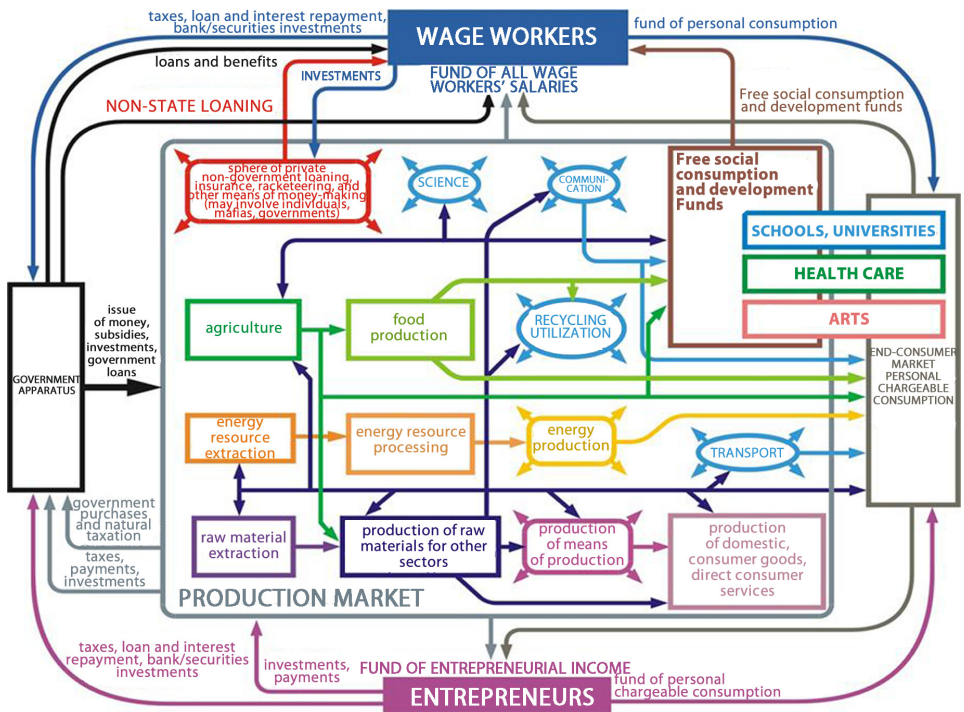 taxes, loan and interest repayment,
bank/securities investments
WAGE WORKERS
fund of personal consumption
loans and benefits
INVESTMENTS
FUND OF ALL WAGE
WORKERS' SALARIES
NON-STATE LOANING
Free social consumption
and development funds
sphere of private
non-government loaning,
insurance, racketeering, and
other means of money-making
(may involve individuals,
mafias, governments)
SCIENCE
COMMUNI-
CATION
Free social
consumption
and development
Funds
SCHOOLS, UNIVERSITIES
HEALTH CARE
ARTS
issue
of money,
subsidies,
investments,
government
loans
GOVERNMENT
APPARATUS
agriculture
food
production
RECYCLING
UTILIZATION
END-CONSUMER
MARKET
PERSONAL
CHARGEABLE
CONSUMPTION
energy
resource
extraction
energy resource
processing
energy
production
TRANSPORT
government
purchases
and natural
taxation
raw material
extraction
production of raw
materials for other
sectors
production
of means
of production
production
of domestic,
consumer goods,
direct consumer
services
taxes,
payments,
investments
PRODUCTION MARKET
taxes, loan and interest
repayment, bank/securities
investments
investments,
payments
FUND OF ENTREPRENEURIAL INCOME
ENTREPRENEURS
fund of personal
chargeable consumption